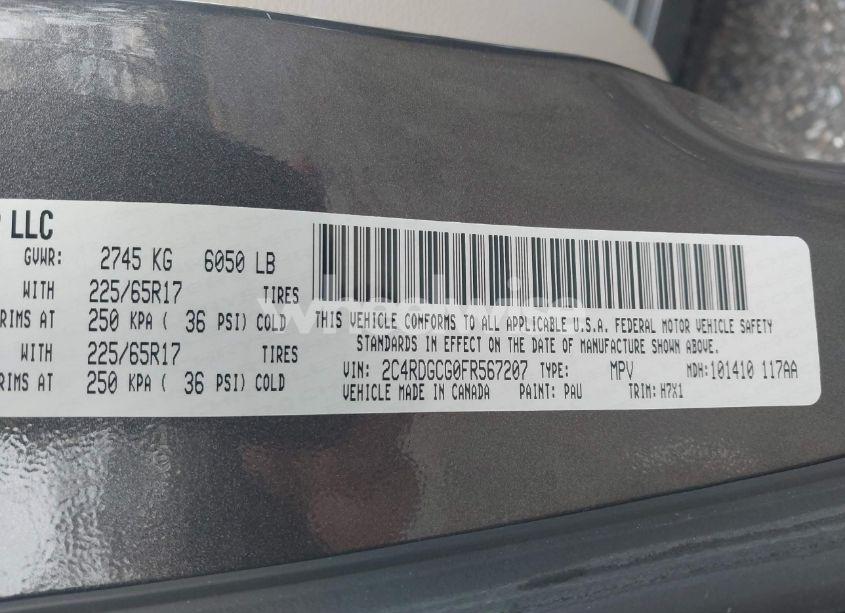 LLC
GVWR: 2745 KG 6050 LB
WITH 225/65R17 TIRES
RIMS AT 250 KPA ( 36 PSI) COLD
WITH 225/65R17 TIRES
RIMS AT 250 KPA ( 36 PSI) COLD
THIS VEHICLE CONFORMS TO ALL APPLICABLE U.S.A. FEDERAL MOTOR VEHICLE SAFETY
STANDARDS IN EFFECT ON THE DATE OF MANUFACTURE SHOWN ABOVE.
VIN: 2C4RDGCG0FR567207 TYPE: MPV MDH: 101410 117AA
VEHICLE MADE IN CANADA PAINT: PAU TRIM: H7X1